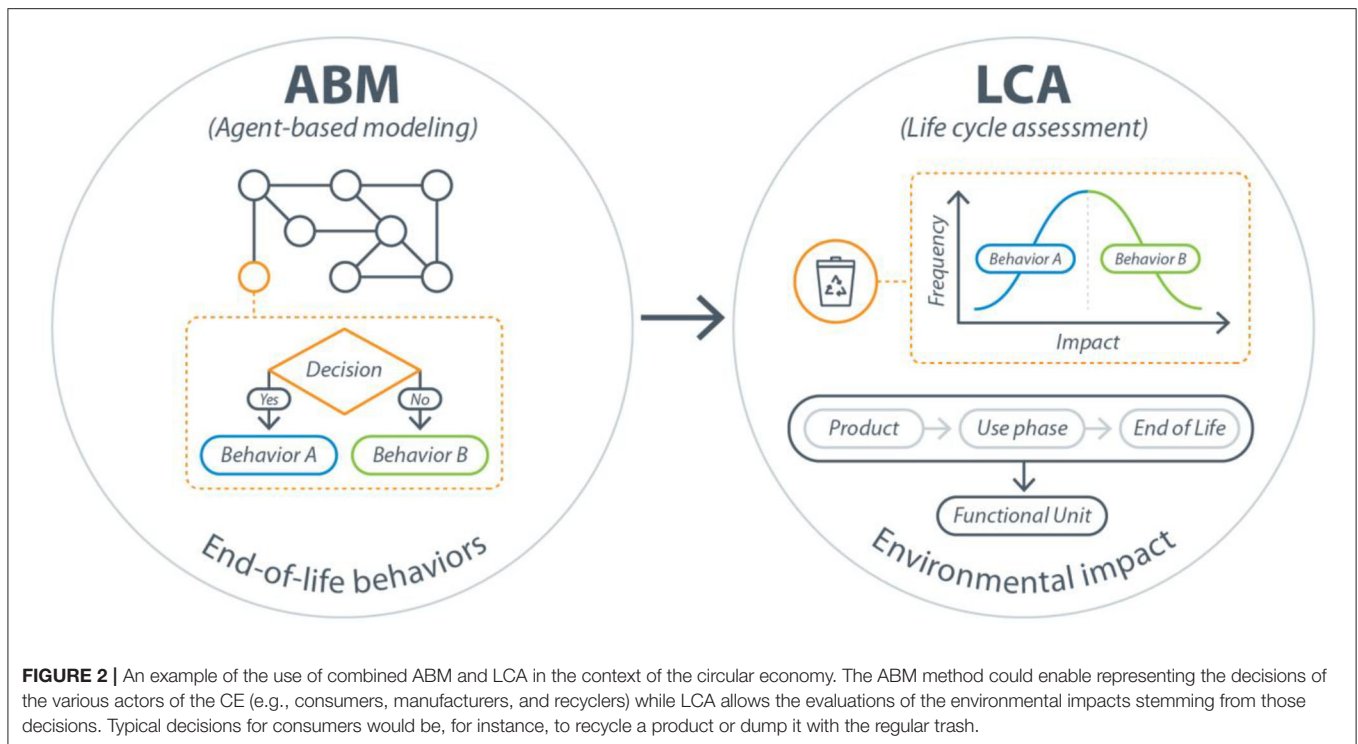 ABM
(Agent-based modeling)
Decision
Yes
No
Behavior A
Behavior B
End-of-life behaviors
LCA
(Life cycle assessment)
Frequency
Behavior A
Behavior B
Impact
Product
Use phase
End of Life
Functional Unit
Environmental impact
FIGURE 2 | An example of the use of combined ABM and LCA in the context of the circular economy. The ABM method could enable representing the decisions of
the various actors of the CE (e.g., consumers, manufacturers, and recyclers) while LCA allows the evaluations of the environmental impacts stemming from those
decisions. Typical decisions for consumers would be, for instance, to recycle a product or dump it with the regular trash.